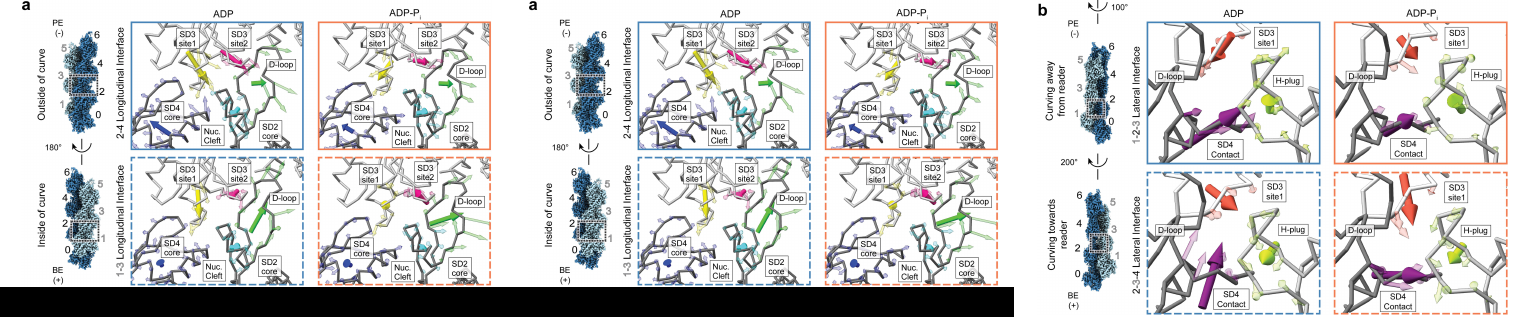 a
ADP
ADP-Pi
PE
(-)
Outside of curve
6
5
4
3
2
1
0
2-4 Longitudinal Interface
SD3
site1
SD3
site2
D-loop
SD4
core
Nuc.
Cleft
SD3
site1
SD3
site2
D-loop
SD4
core
Nuc.
Cleft
SD2
core
180°
Inside of curve
6
5
4
3
2
1
0
BE
(+)
1-3 Longitudinal Interface
SD3
site1
SD3
site2
D-loop
SD4
core
Nuc.
Cleft
SD2
core
SD3
site1
SD3
site2
D-loop
SD4
core
Nuc.
Cleft
SD2
core
a
ADP
ADP-Pi
PE
(-)
Outside of curve
6
5
4
3
2
1
0
2-4 Longitudinal Interface
SD3
site1
SD3
site2
D-loop
SD4
core
Nuc.
Cleft
SD3
site1
SD3
site2
D-loop
SD4
core
Nuc.
Cleft
SD2
core
180°
Inside of curve
6
5
4
3
2
1
0
BE
(+)
1-3 Longitudinal Interface
SD3
site1
SD3
site2
D-loop
SD4
core
Nuc.
Cleft
SD2
core
SD3
site1
SD3
site2
D-loop
SD4
core
Nuc.
Cleft
SD2
core
b
100°
ADP
ADP-Pi
PE
(-)
Curving away
from reader
6
5
4
3
2
1
0
1-2-3 Lateral Interface
SD3
site1
D-loop
H-plug
SD4
Contact
SD3
site1
D-loop
H-plug
SD4
Contact
200°
Curving towards
reader
6
5
4
3
2
1
0
BE
(+)
2-3-4 Lateral Interface
SD3
site1
D-loop
H-plug
SD4
Contact
SD3
site1
D-loop
H-plug
SD4
Contact